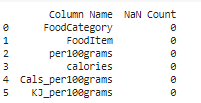 Column Name NaN Count
0 FoodCategory 0
1 FoodItem 0
2 per100grams 0
3 calories 0
4 Cals_per100grams 0
5 KJ_per100grams 0